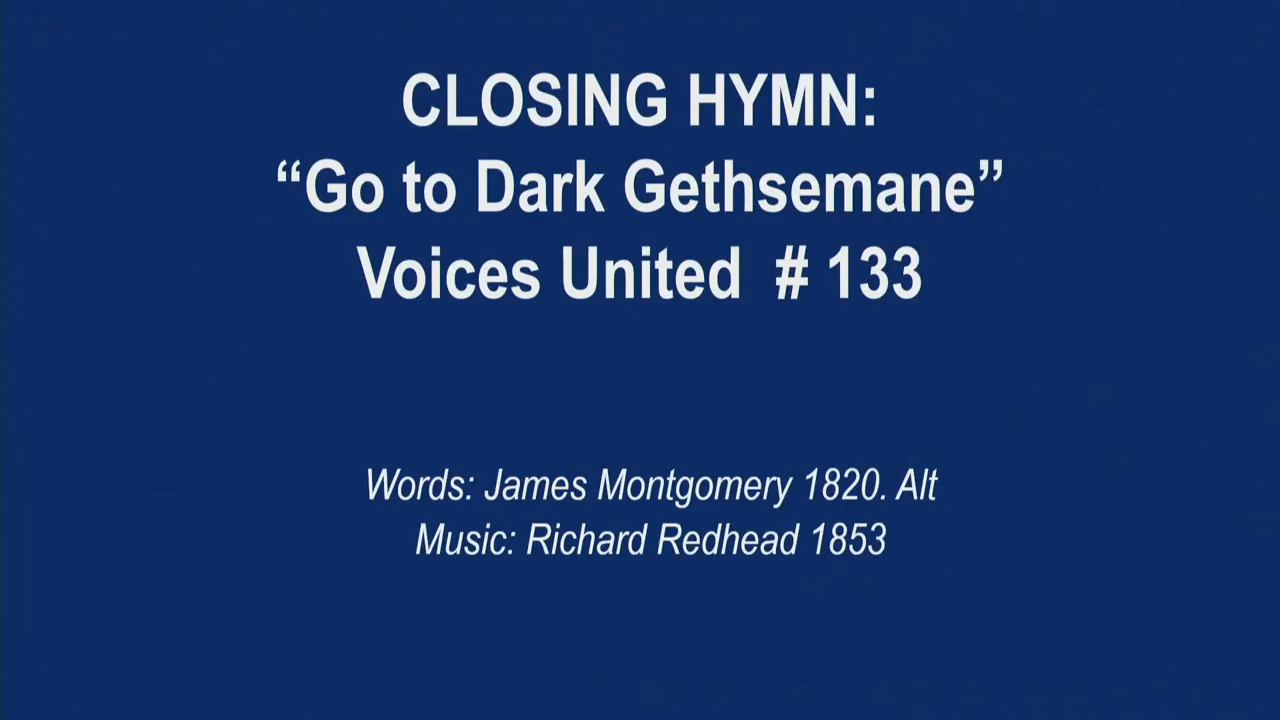 CLOSING HYMN:
“Go to Dark Gethsemane”
Voices United # 133
Words: James Montgomery 1820. Alt
Music: Richard Redhead 1853